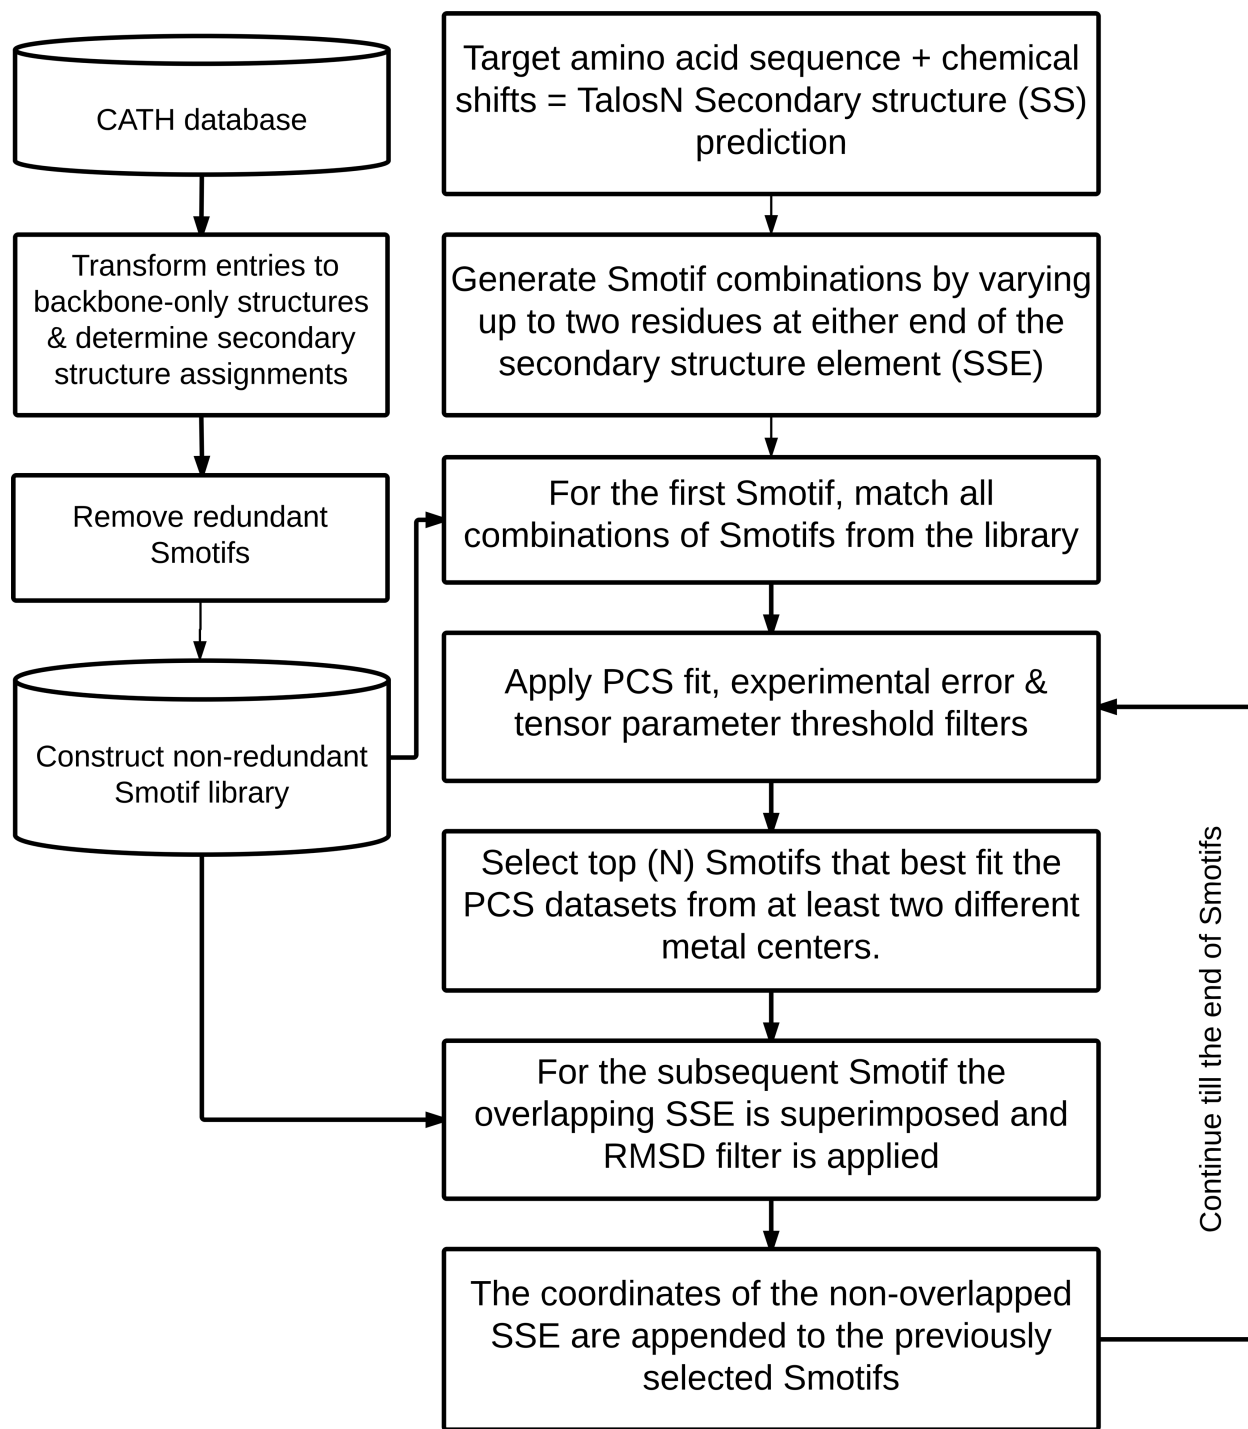 CATH database
Transform entries to
backbone-only structures
& determine secondary
structure assignments
Remove redundant
Smotifs
Construct non-redundant
Smotif library
Target amino acid sequence + chemical
shifts = TalosN Secondary structure (SS)
prediction
Generate Smotif combinations by varying
up to two residues at either end of the
secondary structure element (SSE)
For the first Smotif, match all
combinations of Smotifs from the library
Apply PCS fit, experimental error &
tensor parameter threshold filters
Select top (N) Smotifs that best fit the
PCS datasets from at least two different
metal centers.
For the subsequent Smotif the
overlapping SSE is superimposed and
RMSD filter is applied
The coordinates of the non-overlapped
SSE are appended to the previously
selected Smotifs
Continue till the end of Smotifs